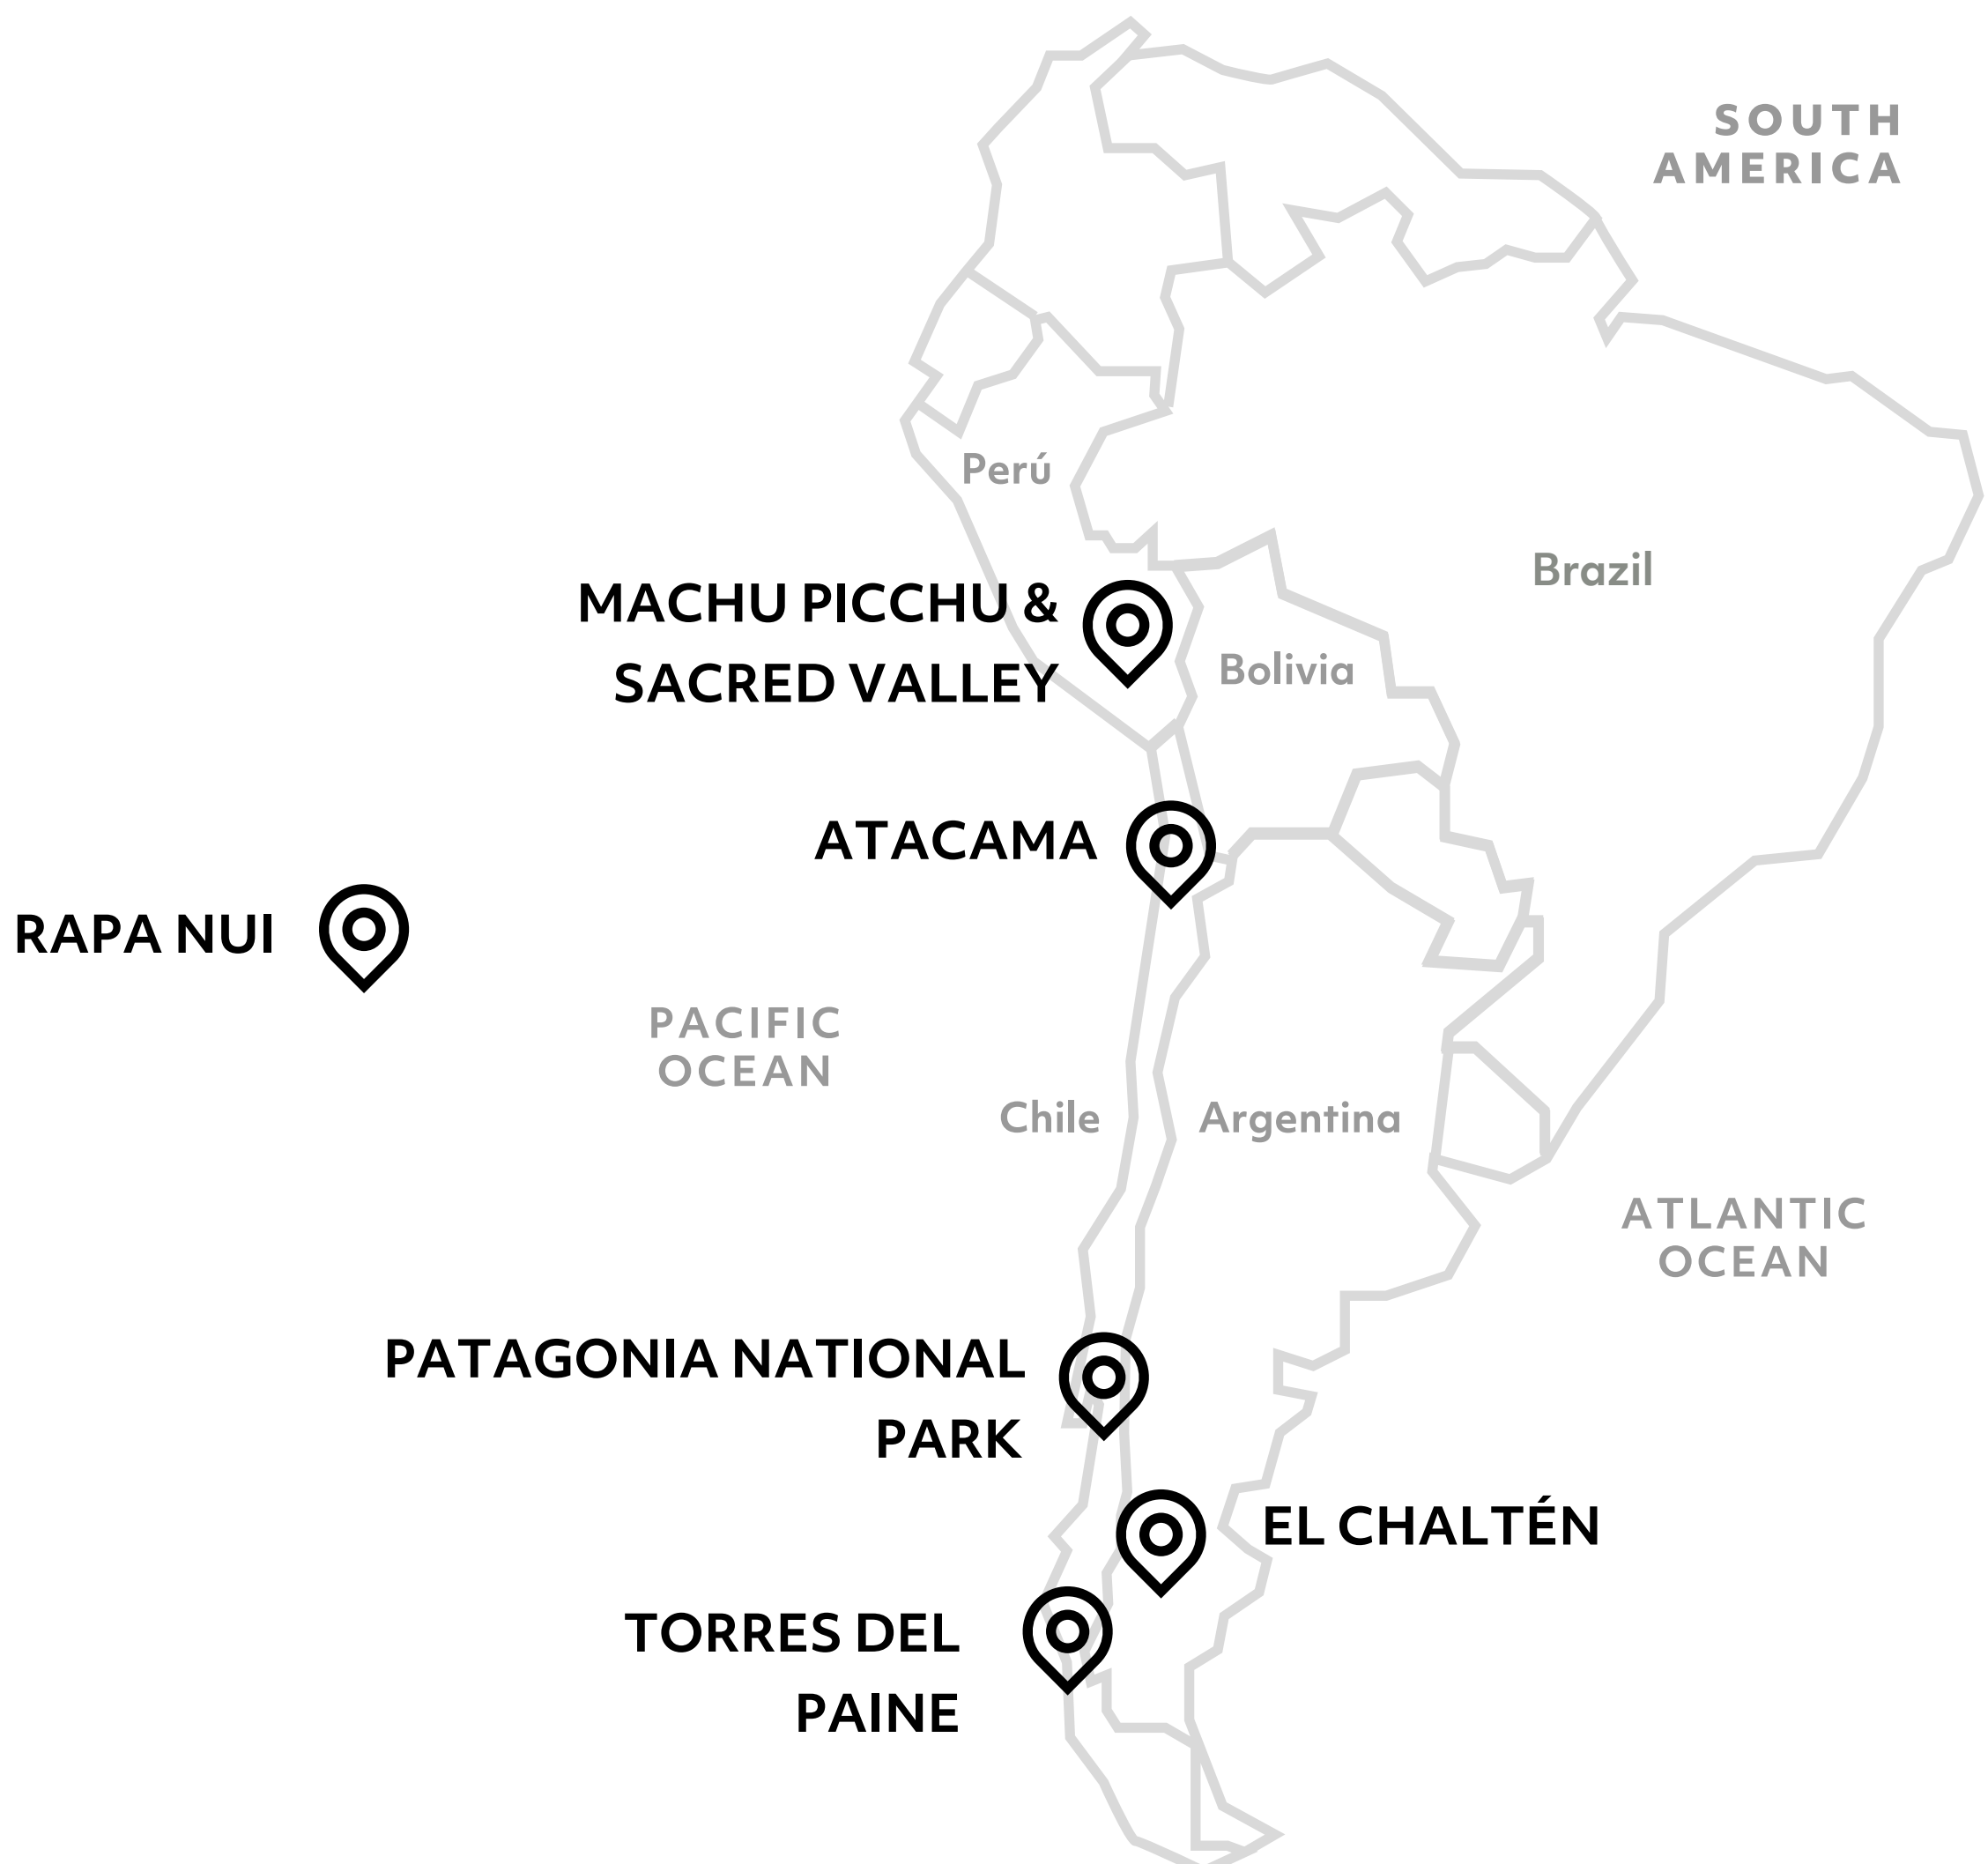 SOUTH
AMERICA
Perú
Brazil
MACHU PICCHU &
SACRED VALLEY
Bolivia
ATACAMA
RAPA NUI
PACIFIC
OCEAN
Chile
Argentina
ATLANTIC
OCEAN
PATAGONIA NATIONAL
PARK
EL CHALTÉN
TORRES DEL
PAINE